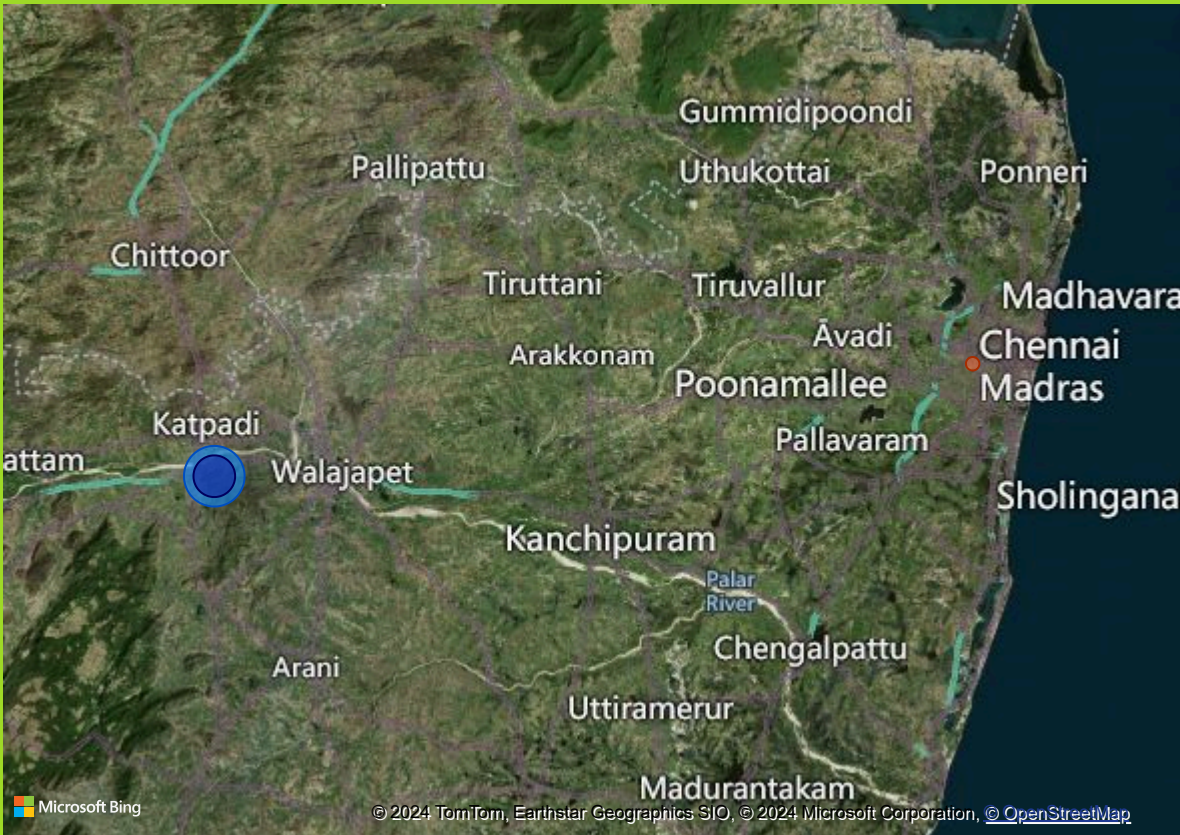 Gummidipoondi
Pallipattu
Uthukottai
Ponneri
Chittoor
Tiruttani
Tiruvallur
Madhavara
Āvadi
Chennai
Arakkonam
Poonamallee
Madras
Katpadi
Pallavaram
attam
Walajapet
Sholingana
Kanchipuram
Palar
River
Chengalpattu
Arani
Uttiramerur
Madurantakam
Microsoft Bing
© 2024 TomTom, Earthstar Geographics SIO, © 2024 Microsoft Corporation, © OpenStreetMap